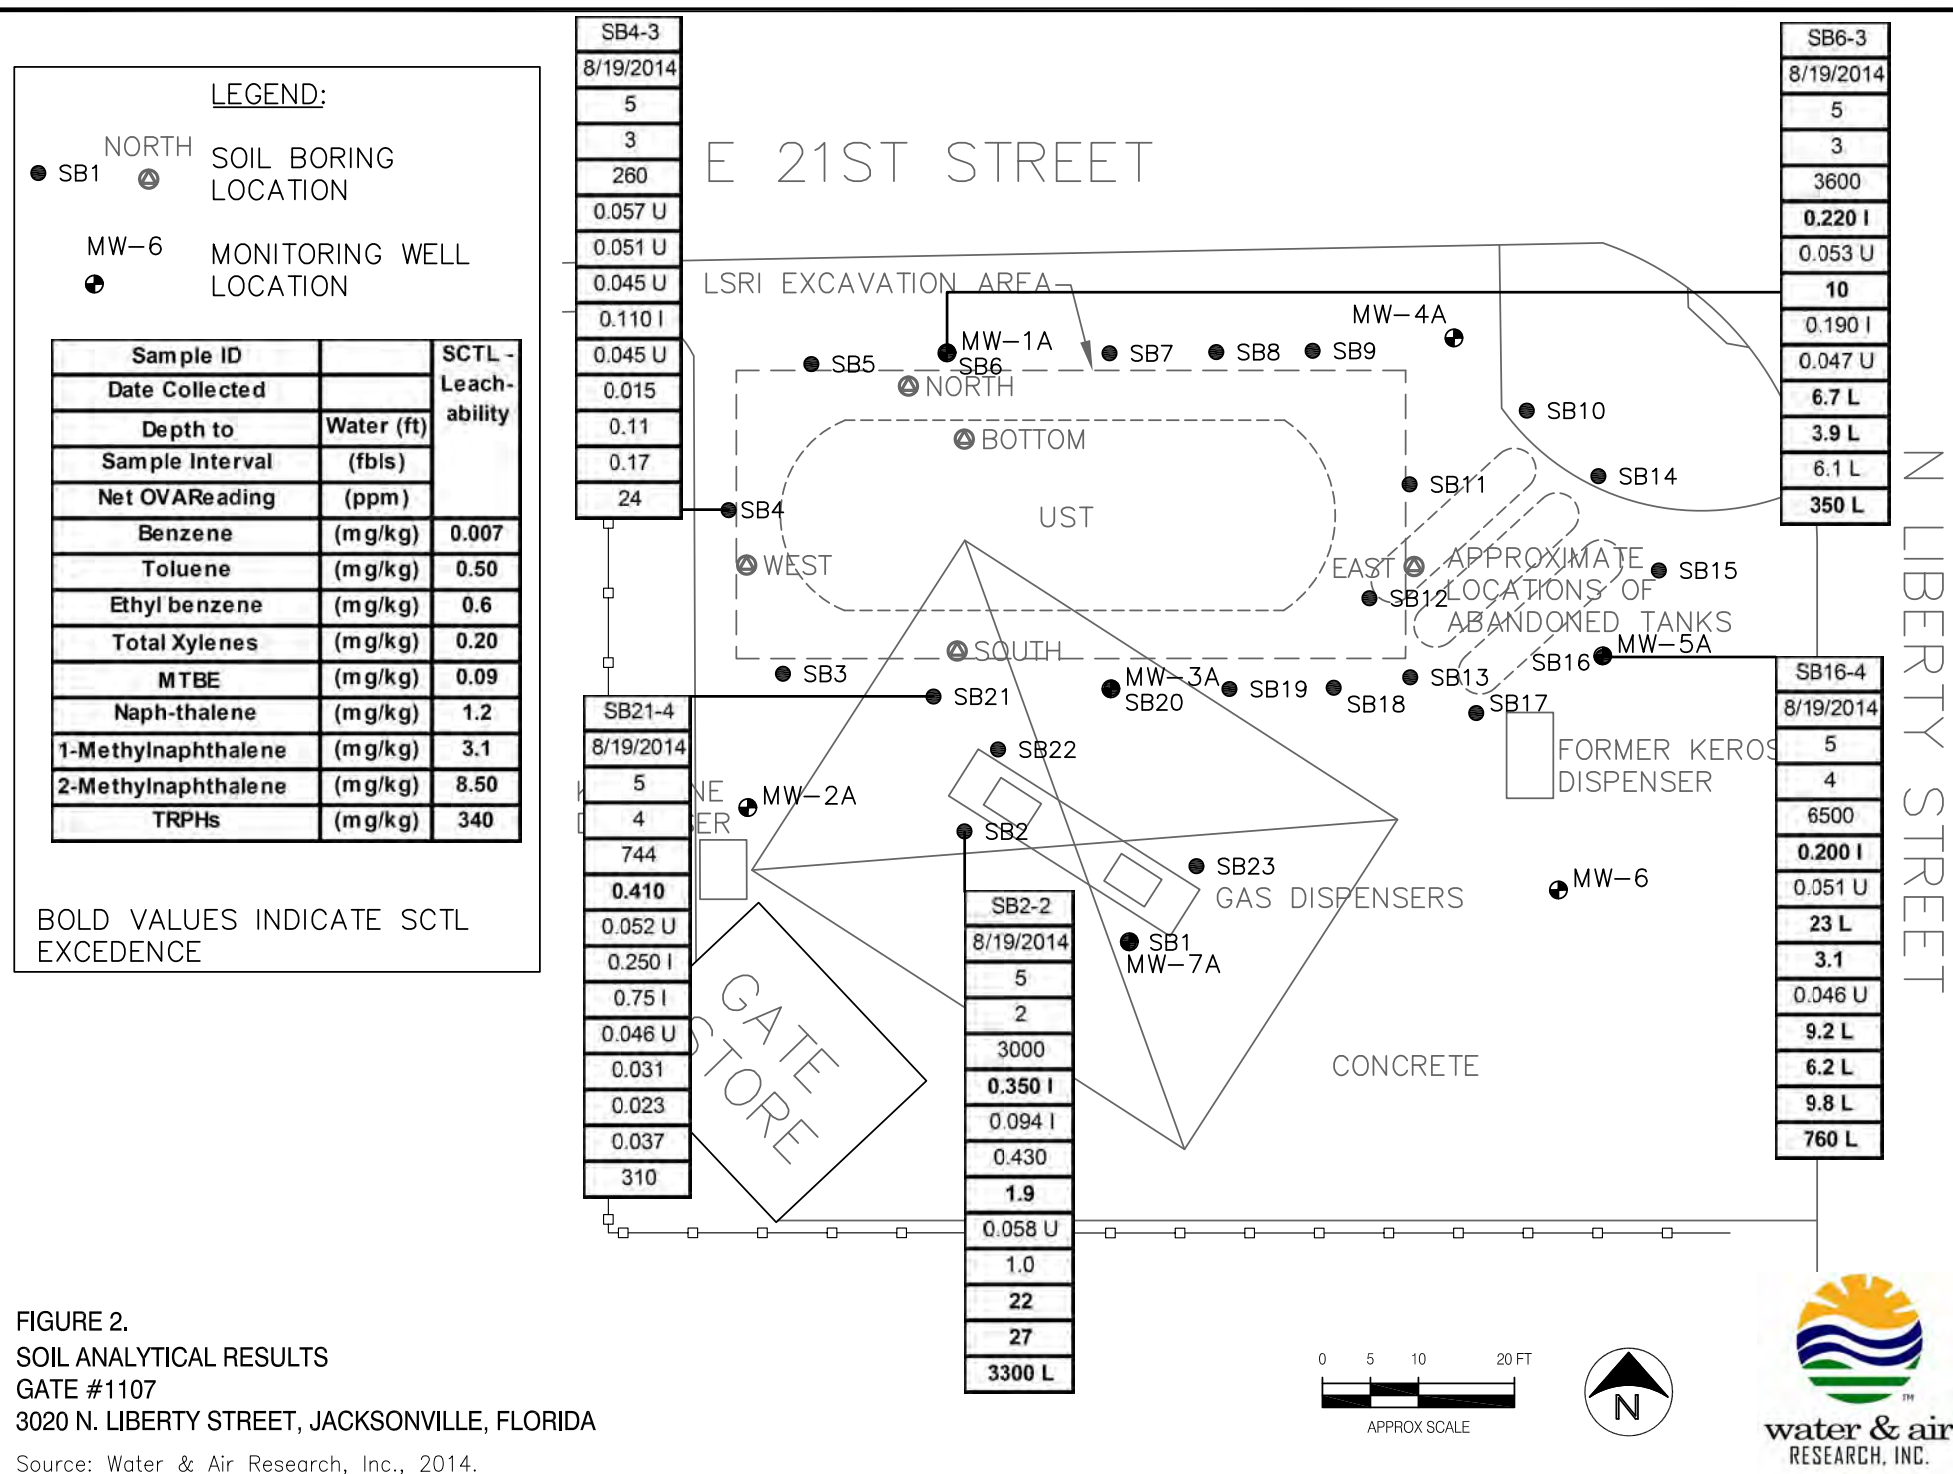 LEGEND:
NORTH
SB1
SOIL BORING
LOCATION
MW-6
MONITORING WELL
LOCATION
Sample ID SCTL -
Date Collected Leach-
Depth to Water (ft) ability
Sample Interval (fbls)
Net OVAReading (ppm)
Benzene (mg/kg) 0.007
Toluene (mg/kg) 0.50
Ethyl benzene (mg/kg) 0.6
Total Xylenes (mg/kg) 0.20
MTBE (mg/kg) 0.09
Naph-thalene (mg/kg) 1.2
1-Methylnaphthalene (mg/kg) 3.1
2-Methylnaphthalene (mg/kg) 8.50
TRPHs (mg/kg) 340
BOLD VALUES INDICATE SCTL
EXCEDENCE
SB4-3
8/19/2014
5
3
260
0.057 U
0.051 U
0.045 U
0.110 I
0.045 U
0.015
0.11
0.17
24
E 21ST STREET
SB6-3
8/19/2014
5
3
3600
0.220 I
0.053 U
10
0.190 I
0.047 U
6.7 L
3.9 L
6.1 L
350 L
LSRI EXCAVATION AREA
MW-4A
MW-1A
SB5
SB6
SB7
SB8
SB9
NORTH
SB10
BOTTOM
SB14
SB11
SB4
UST
WEST
EAST
APPROXIMATE
LOCATIONS OF
ABANDONED TANKS
SB15
SB12
SOUTH
MW-5A
SB16
SB3
MW-3A
SB20
SB19
SB18
SB13
SB17
SB21
SB22
FORMER KEROS
DISPENSER
N LIBERTY STREET
SB21-4
8/19/2014
5
4
744
0.410
0.052 U
0.250 I
0.75 I
0.046 U
0.031
0.023
0.037
310
K NE
D ER
MW-2A
SB2
SB23
GAS DISPENSERS
MW-6
SB1
MW-7A
GATE
STORE
CONCRETE
SB2-2
8/19/2014
5
2
3000
0.350 I
0.094 I
0.430
1.9
0.058 U
1.0
22
27
3300 L
SB16-4
8/19/2014
5
4
6500
0.200 I
0.051 U
23 L
3.1
0.046 U
9.2 L
6.2 L
9.8 L
760 L
FIGURE 2.
SOIL ANALYTICAL RESULTS
GATE #1107
3020 N. LIBERTY STREET, JACKSONVILLE, FLORIDA
Source: Water & Air Research, Inc., 2014.
0 5 10 20 FT
APPROX SCALE
N
TM
water & air
RESEARCH, INC.